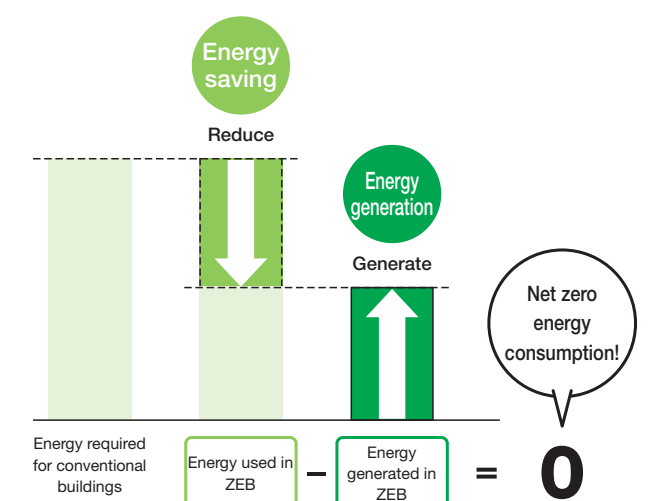 Energy
saving
Reduce
Energy
generation
Generate
Net zero
energy
consumption!
Energy required
for conventional
buildings
Energy used in
ZEB
–
Energy
generated in
ZEB
=
0